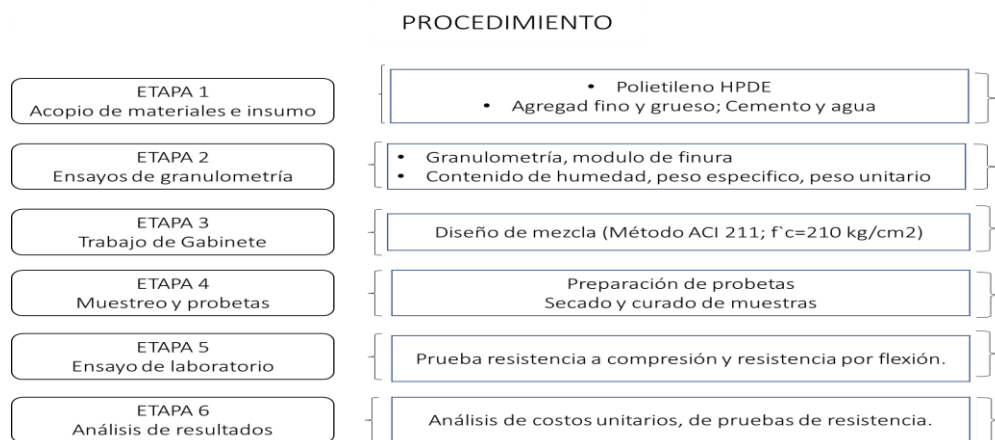 PROCEDIMIENTO
ETAPA 1
Acopio de materiales e insumo
• Polietileno HPDE
• Agregad fino y grueso; Cemento y agua
ETAPA 2
Ensayos de granulometría
• Granulometría, modulo de finura
• Contenido de humedad, peso especifico, peso unitario
ETAPA 3
Trabajo de Gabinete
Diseño de mezcla (Método ACI 211; f`c=210 kg/cm2)
ETAPA 4
Muestreo y probetas
Preparación de probetas
Secado y curado de muestras
ETAPA 5
Ensayo de laboratorio
Prueba resistencia a compresión y resistencia por flexión.
ETAPA 6
Análisis de resultados
Análisis de costos unitarios, de pruebas de resistencia.